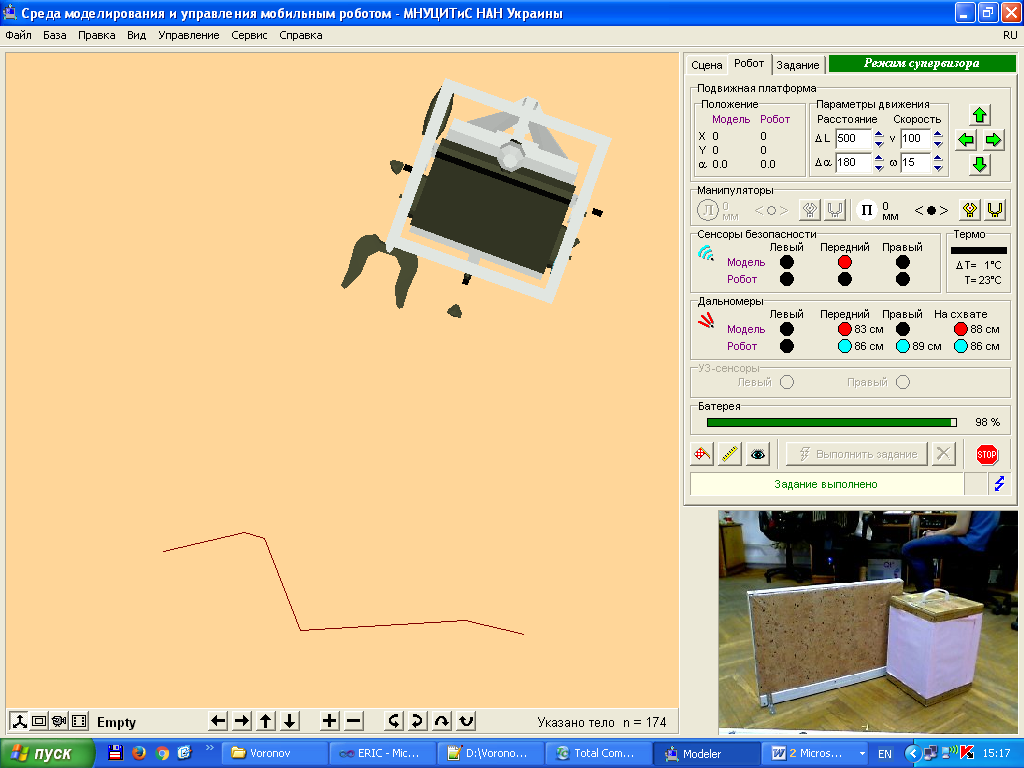 Среда моделирования и управления мобильным роботом - МНУЦИТиС НАН Украины
Файл База Правка Вид Управление Сервис Справка RU
Сцена Робот Задание Режим супервизора
Подвижная платформа
Положение Параметры движения
Модель Робот Расстояние Скорость
X 0 0 ΔL 500 v 100
Y 0 0
α 0.0 0.0 Δα 180 ω 15
Манипуляторы
Л 0 мм < > П 0 мм < >
Сенсоры безопасности Термо
Левый Передний Правый
Модель ΔT= 1°C
Робот T= 23°C
Дальномеры
Левый Передний Правый На схвате
Модель 83 см 88 см
Робот 86 см 89 см 86 см
УЗ-сенсоры
Левый Правый
Батарея
98 %
Выполнить задание STOP
Задание выполнено
Empty Указано тело n = 174
пуск Voronov ERIC - Mic... D:\Vorono... Total Com... Modeler 2 Micros... EN 15:17